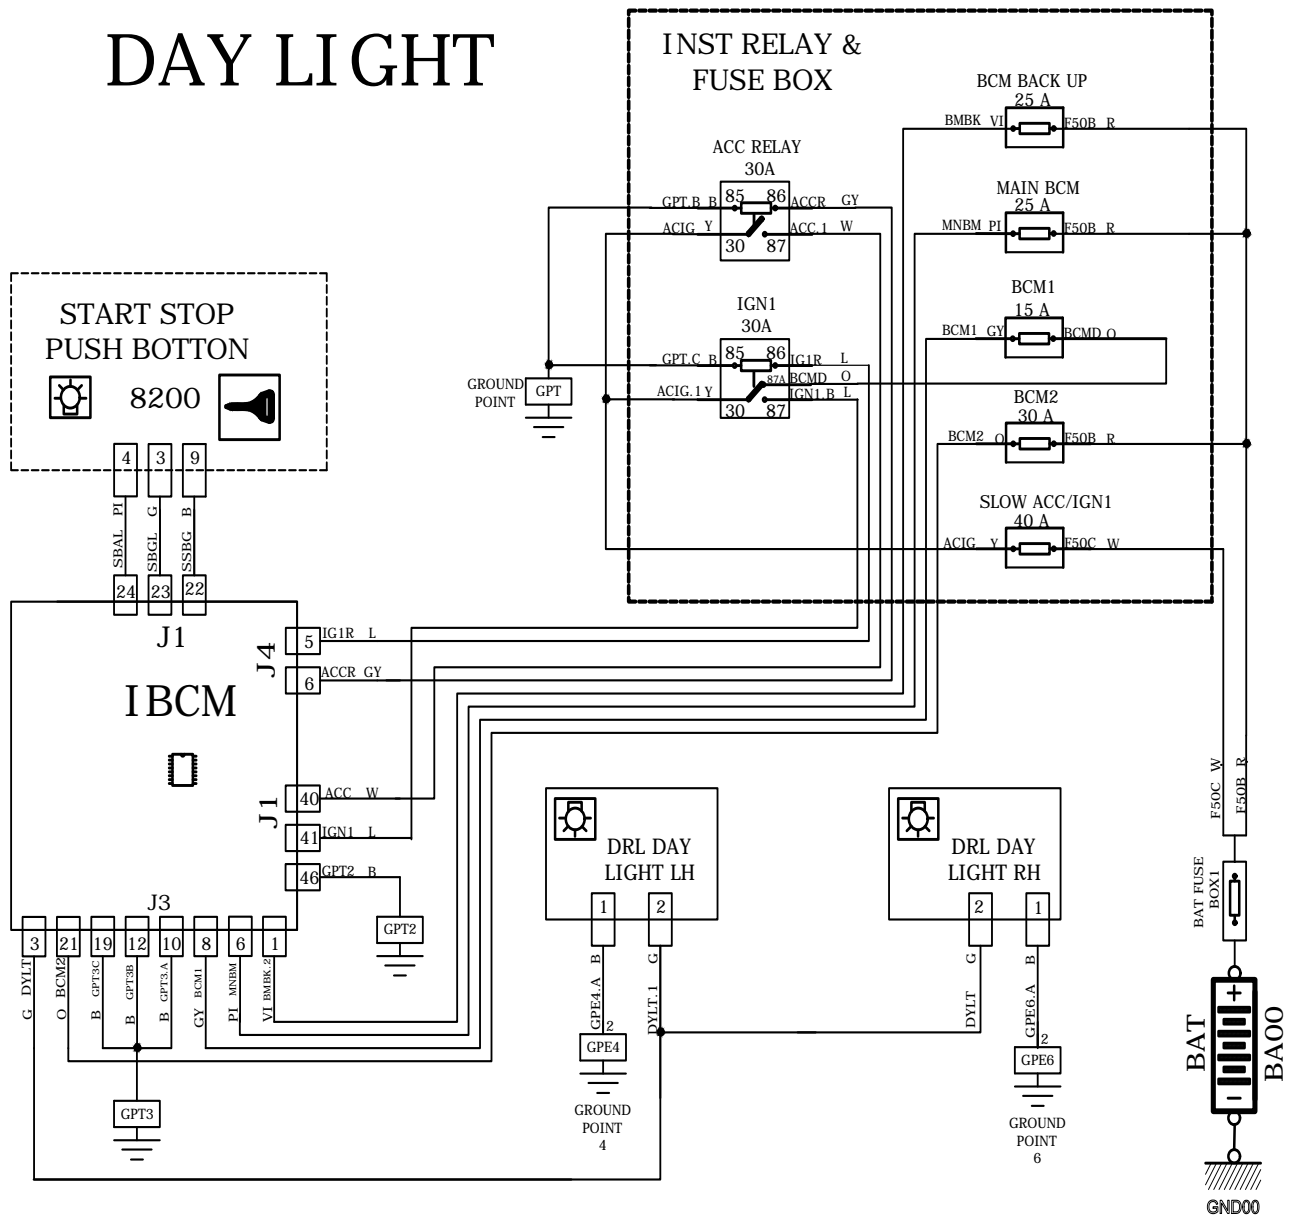 DAY LIGHT
INST RELAY &
FUSE BOX
BCM BACK UP
25 A
BMBK VI
F50B R
ACC RELAY
30A
85 86
GPT.B B
ACCR GY
ACIG Y
ACC.1 W
30 87
MAIN BCM
25 A
MNBM PI
F50B R
IGN1
30A
85 86
GPT.C B
IG1R L
87A
BCMD O
ACIG.1 Y
IGN1.B L
30 87
BCM1
15 A
BCM1 GY
BCMD O
GROUND
POINT
GPT
BCM2
30 A
BCM2 O
F50B R
SLOW ACC/IGN1
40 A
ACIG Y
F50C W
START STOP
PUSH BOTTON
8200
4 3 9
SBAL PI
SBGL G
SSBG B
24 23 22
J1
J4
5
IG1R L
6
ACCR GY
IBCM
J1
40
ACC W
41
IGN1 L
46
GPT2 B
GPT2
J3
3 21 19 12 10 8 6 1
G DYLT
O BCM2
B GPT3C
B GPT3B
B GPT3.A
GY BCM1
PI MNBM
VI BMBK.2
GPT3
DRL DAY
LIGHT LH
1 2
GPE4.A B
DYLT.1 G
2
GPE4
GROUND
POINT
4
DRL DAY
LIGHT RH
2 1
DYLT G
GPE6.A B
2
GPE6
GROUND
POINT
6
F50C W
F50B R
BAT FUSE
BOX1
+
BAT
BA00
−
GND00